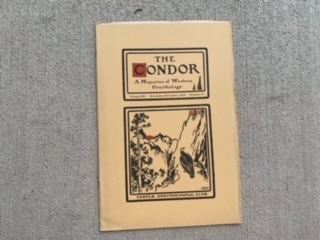 THE
CONDOR
A Magazine of Western
Ornithology
COOPER ORNITHOLOGICAL CLUB